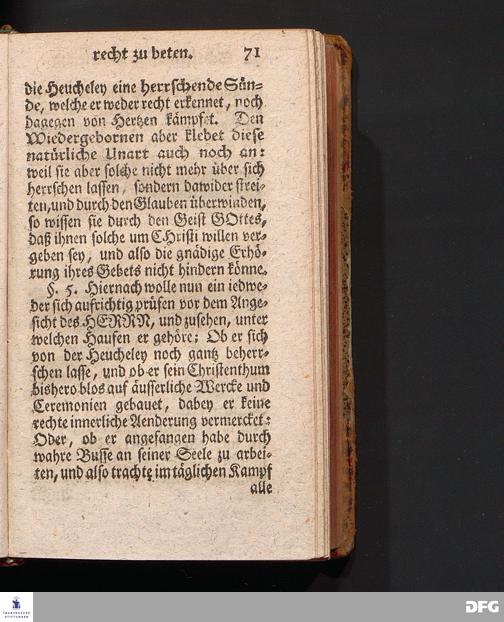 recht zu beten. 71
die Heucheley eine herrschende Sün-
de, welche er weder recht erkennet, noch
dagegen von Hertzen kämpfet. Den
Wiedergebornen aber klebet diese
natürliche Unart auch noch an:
weil sie aber solche nicht mehr über sich
herrschen lassen, sondern dawider strei-
ten, und durch den Glauben überwinden,
so wissen sie durch den Geist GOttes,
daß ihnen solche um CHristi willen ver-
geben sey, und also die gnädige Erhö-
rung ihres Gebets nicht hindern könne.
§. 5. Hiernach wolle nun ein iedwe-
der sich aufrichtig prüfen vor dem Ange-
sicht des HERRN, und zusehen, unter
welchen Haufen er gehöre: Ob er sich
von der Heucheley noch gantz beherr-
schen lasse, und ob er sein Christenthum
bishero blos auf äusserliche Wercke und
Ceremonien gebauet, dabey er keine
rechte innerliche Aenderung vermercket:
Oder, ob er angefangen habe durch
wahre Busse an seiner Seele zu arbei-
ten, und also trachte im täglichen Kampf
alle
FRANCKESCHE
STIFTUNGEN
DFG